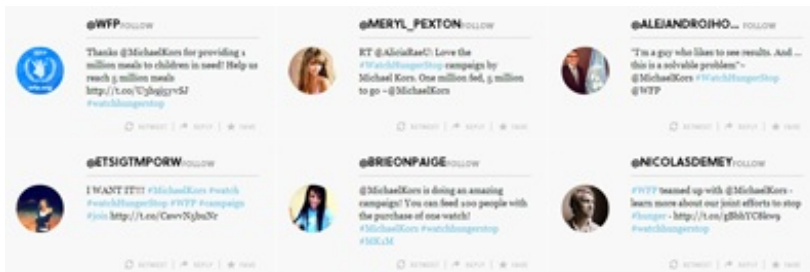 @WFP FOLLOW
Thanks @MichaelKors for providing 1
million meals to children in need! Help us
reach 5 million meals
#watchhungerstop
RETWEET | REPLY | FAVE
@MERYL_PEXTON FOLLOW
RT @AliciaRaeU: Love the
#WatchHungerStop campaign by
Michael Kors. One million fed, 5 million
to go ~ @MichaelKors
RETWEET | REPLY | FAVE
@ALEJANDROJHO... FOLLOW
"I'm a guy who likes to see results. And ...
this is a solvable problem"~
@MichaelKors #WatchHungerStop
@WFP
RETWEET | REPLY | FAVE
@ETSIGTMPORW FOLLOW
I WANT IT!!! #MichaelKors #watch
#watchHungerStop #WFP #campaign
#join
RETWEET | REPLY | FAVE
@BRIEONPAIGE FOLLOW
@MichaelKors is doing an amazing
campaign! You can feed 100 people with
the purchase of one watch!
#MichaelKors #watchhungerstop
#MK1M
RETWEET | REPLY | FAVE
@NICOLASDEMEY FOLLOW
#WFP teamed up with @MichaelKors -
learn more about our joint efforts to stop
#hunger -
#watchhungerstop
RETWEET | REPLY | FAVE